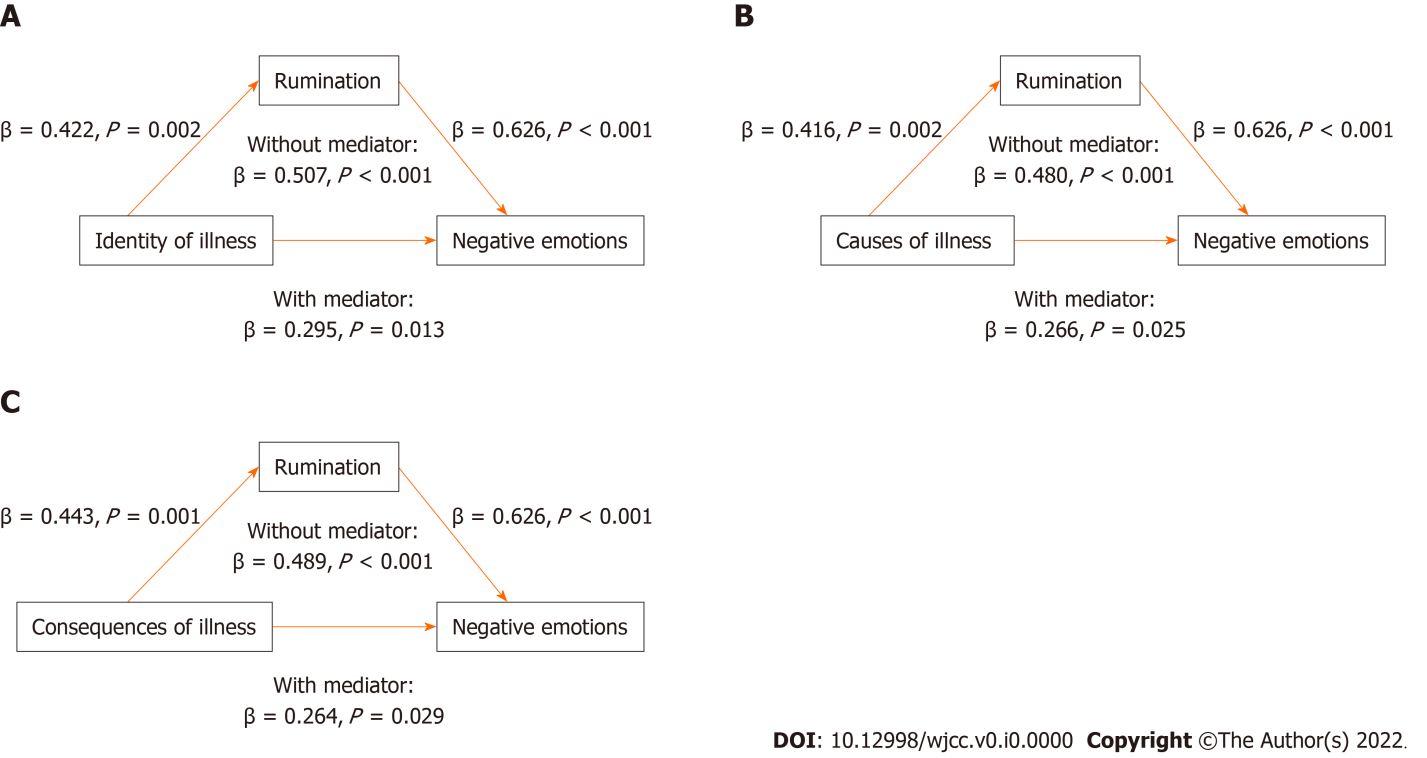 A
Rumination
β = 0.422, P = 0.002
β = 0.626, P < 0.001
Without mediator:
β = 0.507, P < 0.001
Identity of illness
Negative emotions
With mediator:
β = 0.295, P = 0.013
B
Rumination
β = 0.416, P = 0.002
β = 0.626, P < 0.001
Without mediator:
β = 0.480, P < 0.001
Causes of illness
Negative emotions
With mediator:
β = 0.266, P = 0.025
C
Rumination
β = 0.443, P = 0.001
β = 0.626, P < 0.001
Without mediator:
β = 0.489, P < 0.001
Consequences of illness
Negative emotions
With mediator:
β = 0.264, P = 0.029
DOI: 10.12998/wjcc.v0.i0.0000 Copyright ©The Author(s) 2022.